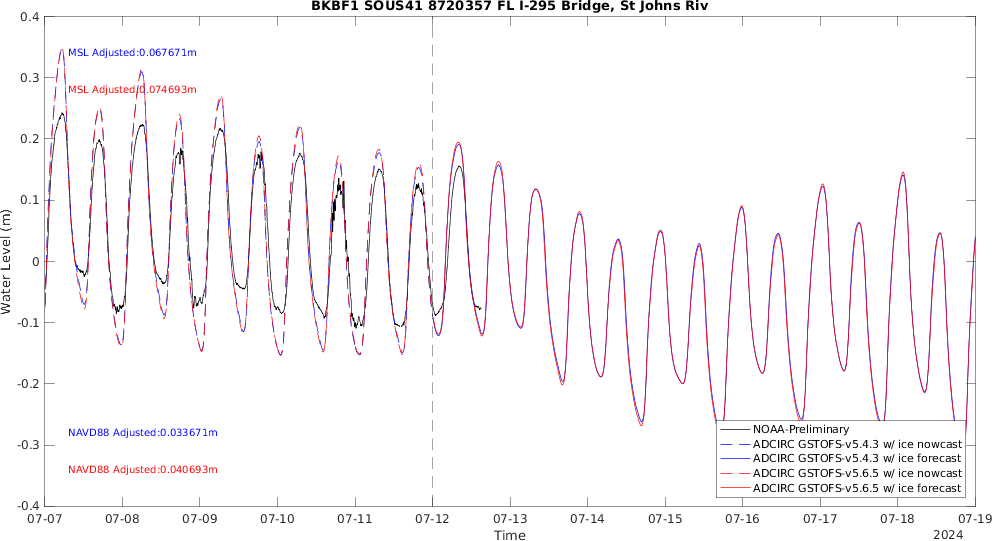 BKBF1 SOUS41 8720357 FL I-295 Bridge, St Johns Riv
0.4
0.3
0.2
0.1
0
-0.1
-0.2
-0.3
-0.4
Water Level (m)
MSL Adjusted:0.067671m
MSL Adjusted:0.074693m
NAVD88 Adjusted:0.033671m
NAVD88 Adjusted:0.040693m
NOAA-Preliminary
ADCIRC GSTOFS-v5.4.3 w/ ice nowcast
ADCIRC GSTOFS-v5.4.3 w/ ice forecast
ADCIRC GSTOFS-v5.6.5 w/ ice nowcast
ADCIRC GSTOFS-v5.6.5 w/ ice forecast
07-07 07-08 07-09 07-10 07-11 07-12 07-13 07-14 07-15 07-16 07-17 07-18 07-19
Time
2024